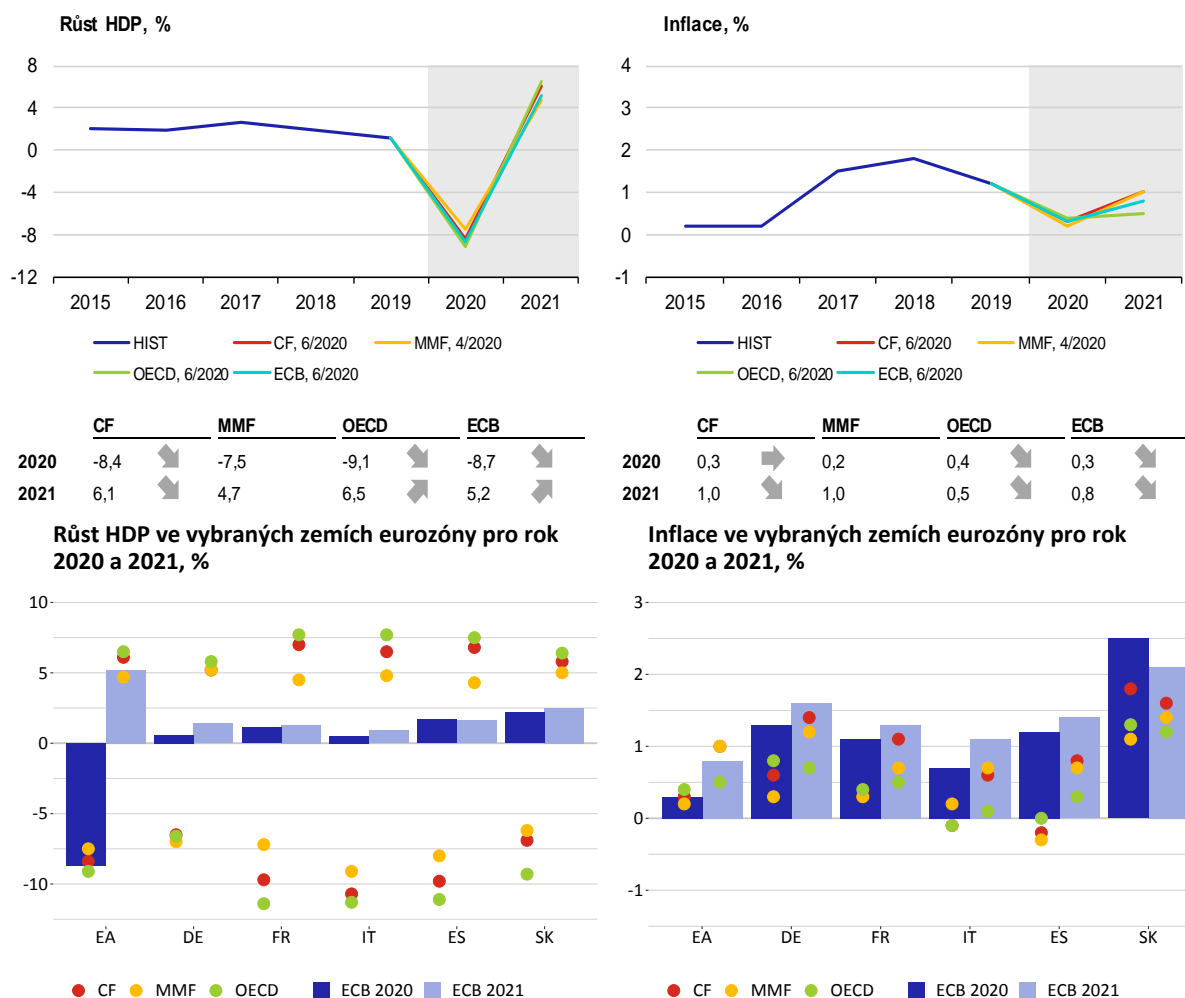 Růst HDP, %
8
4
0
-4
-8
-12
2015 2016 2017 2018 2019 2020 2021
HIST CF, 6/2020 MMF, 4/2020
OECD, 6/2020 ECB, 6/2020
CF MMF OECD ECB
2020 -8,4 -7,5 -9,1 -8,7
2021 6,1 4,7 6,5 5,2
Inflace, %
4
3
2
1
0
-1
2015 2016 2017 2018 2019 2020 2021
HIST CF, 6/2020 MMF, 4/2020
OECD, 6/2020 ECB, 6/2020
CF MMF OECD ECB
2020 0,3 0,2 0,4 0,3
2021 1,0 1,0 0,5 0,8
Růst HDP ve vybraných zemích eurozóny pro rok
2020 a 2021, %
10
5
0
-5
-10
EA DE FR IT ES SK
CF MMF OECD ECB 2020 ECB 2021
Inflace ve vybraných zemích eurozóny pro rok
2020 a 2021, %
3
2
1
0
-1
EA DE FR IT ES SK
CF MMF OECD ECB 2020 ECB 2021